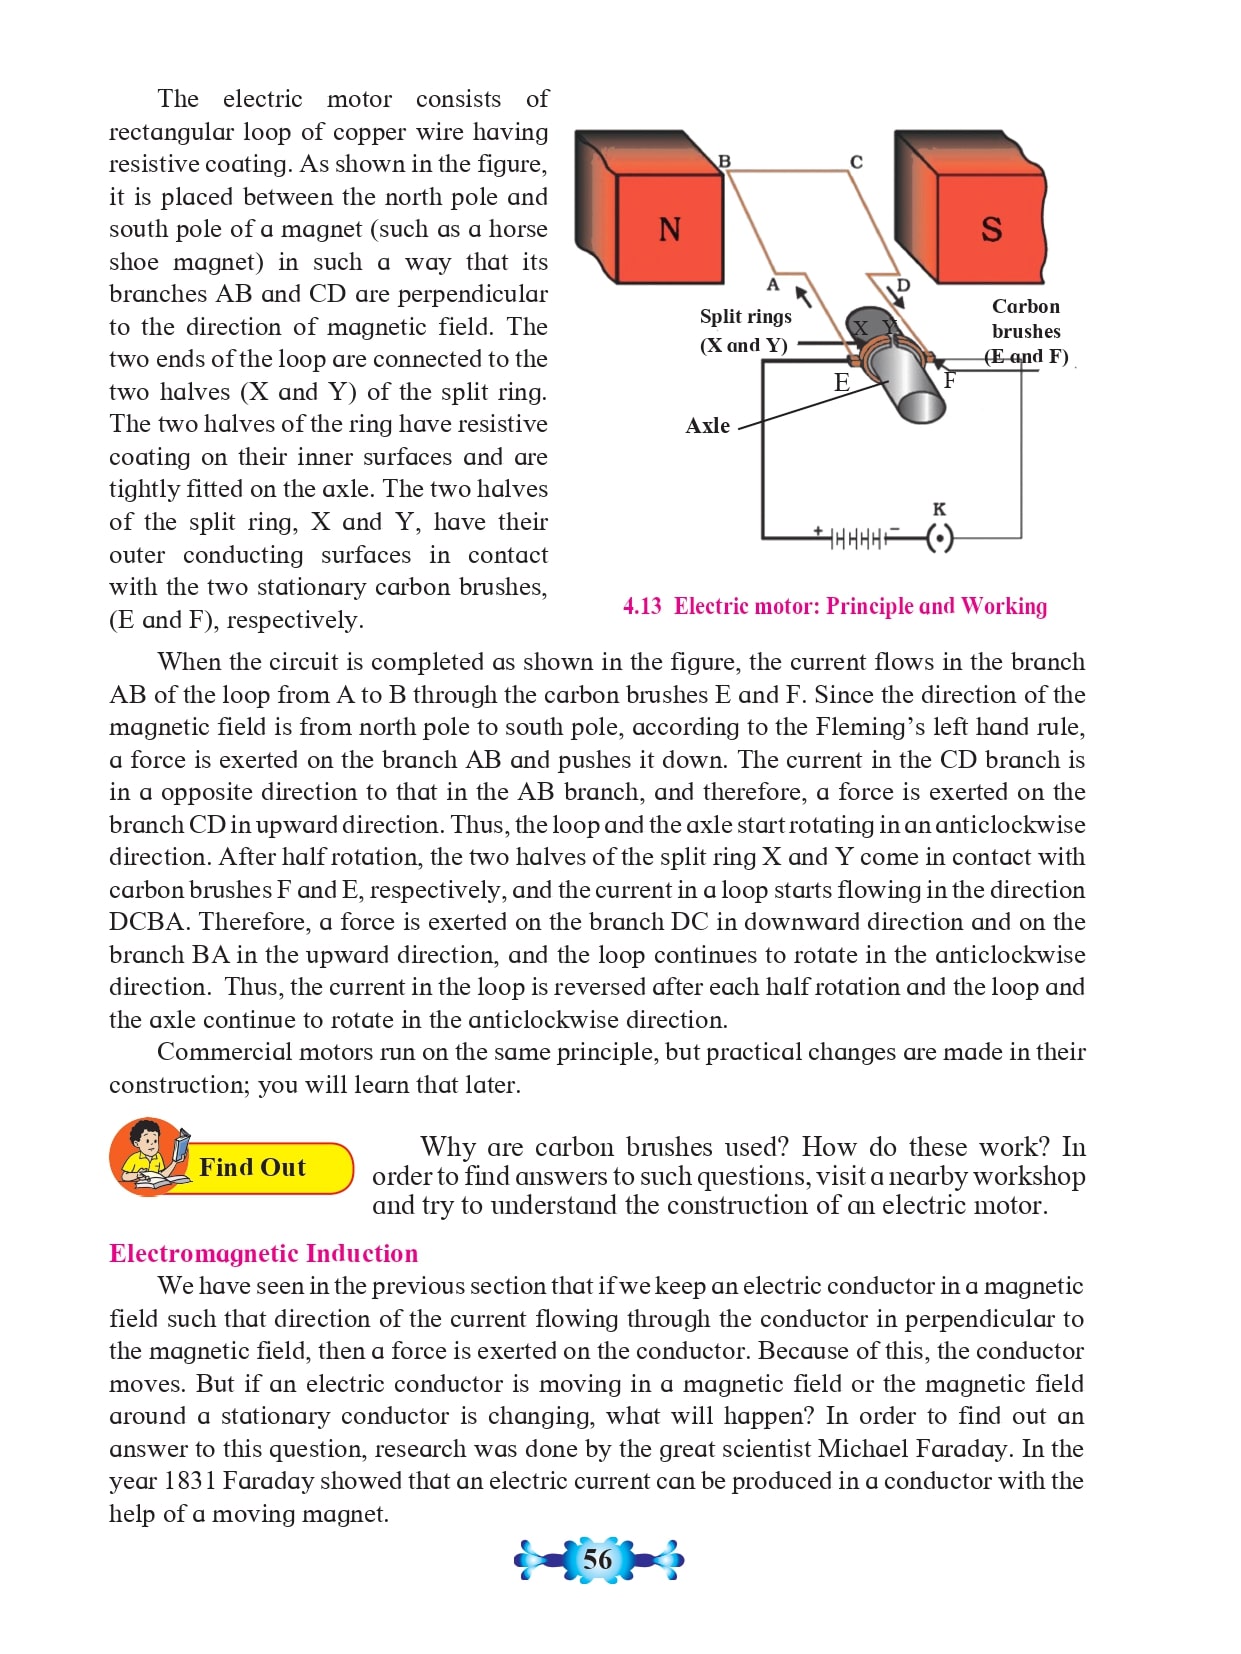 The electric motor consists of
rectangular loop of copper wire having
resistive coating. As shown in the figure,
it is placed between the north pole and
south pole of a magnet (such as a horse
shoe magnet) in such a way that its
branches AB and CD are perpendicular
to the direction of magnetic field. The
two ends of the loop are connected to the
two halves (X and Y) of the split ring.
The two halves of the ring have resistive
coating on their inner surfaces and are
tightly fitted on the axle. The two halves
of the split ring, X and Y, have their
outer conducting surfaces in contact
with the two stationary carbon brushes,
(E and F), respectively.
B
C
N
S
A
D
Split rings
(X and Y)
X Y
Carbon
brushes
(E and F)
E
F
Axle
K
+
−
4.13 Electric motor: Principle and Working
When the circuit is completed as shown in the figure, the current flows in the branch
AB of the loop from A to B through the carbon brushes E and F. Since the direction of the
magnetic field is from north pole to south pole, according to the Fleming’s left hand rule,
a force is exerted on the branch AB and pushes it down. The current in the CD branch is
in a opposite direction to that in the AB branch, and therefore, a force is exerted on the
branch CD in upward direction. Thus, the loop and the axle start rotating in an anticlockwise
direction. After half rotation, the two halves of the split ring X and Y come in contact with
carbon brushes F and E, respectively, and the current in a loop starts flowing in the direction
DCBA. Therefore, a force is exerted on the branch DC in downward direction and on the
branch BA in the upward direction, and the loop continues to rotate in the anticlockwise
direction. Thus, the current in the loop is reversed after each half rotation and the loop and
the axle continue to rotate in the anticlockwise direction.
Commercial motors run on the same principle, but practical changes are made in their
construction; you will learn that later.
Find Out
Why are carbon brushes used? How do these work? In
order to find answers to such questions, visit a nearby workshop
and try to understand the construction of an electric motor.
Electromagnetic Induction
We have seen in the previous section that if we keep an electric conductor in a magnetic
field such that direction of the current flowing through the conductor in perpendicular to
the magnetic field, then a force is exerted on the conductor. Because of this, the conductor
moves. But if an electric conductor is moving in a magnetic field or the magnetic field
around a stationary conductor is changing, what will happen? In order to find out an
answer to this question, research was done by the great scientist Michael Faraday. In the
year 1831 Faraday showed that an electric current can be produced in a conductor with the
help of a moving magnet.
56